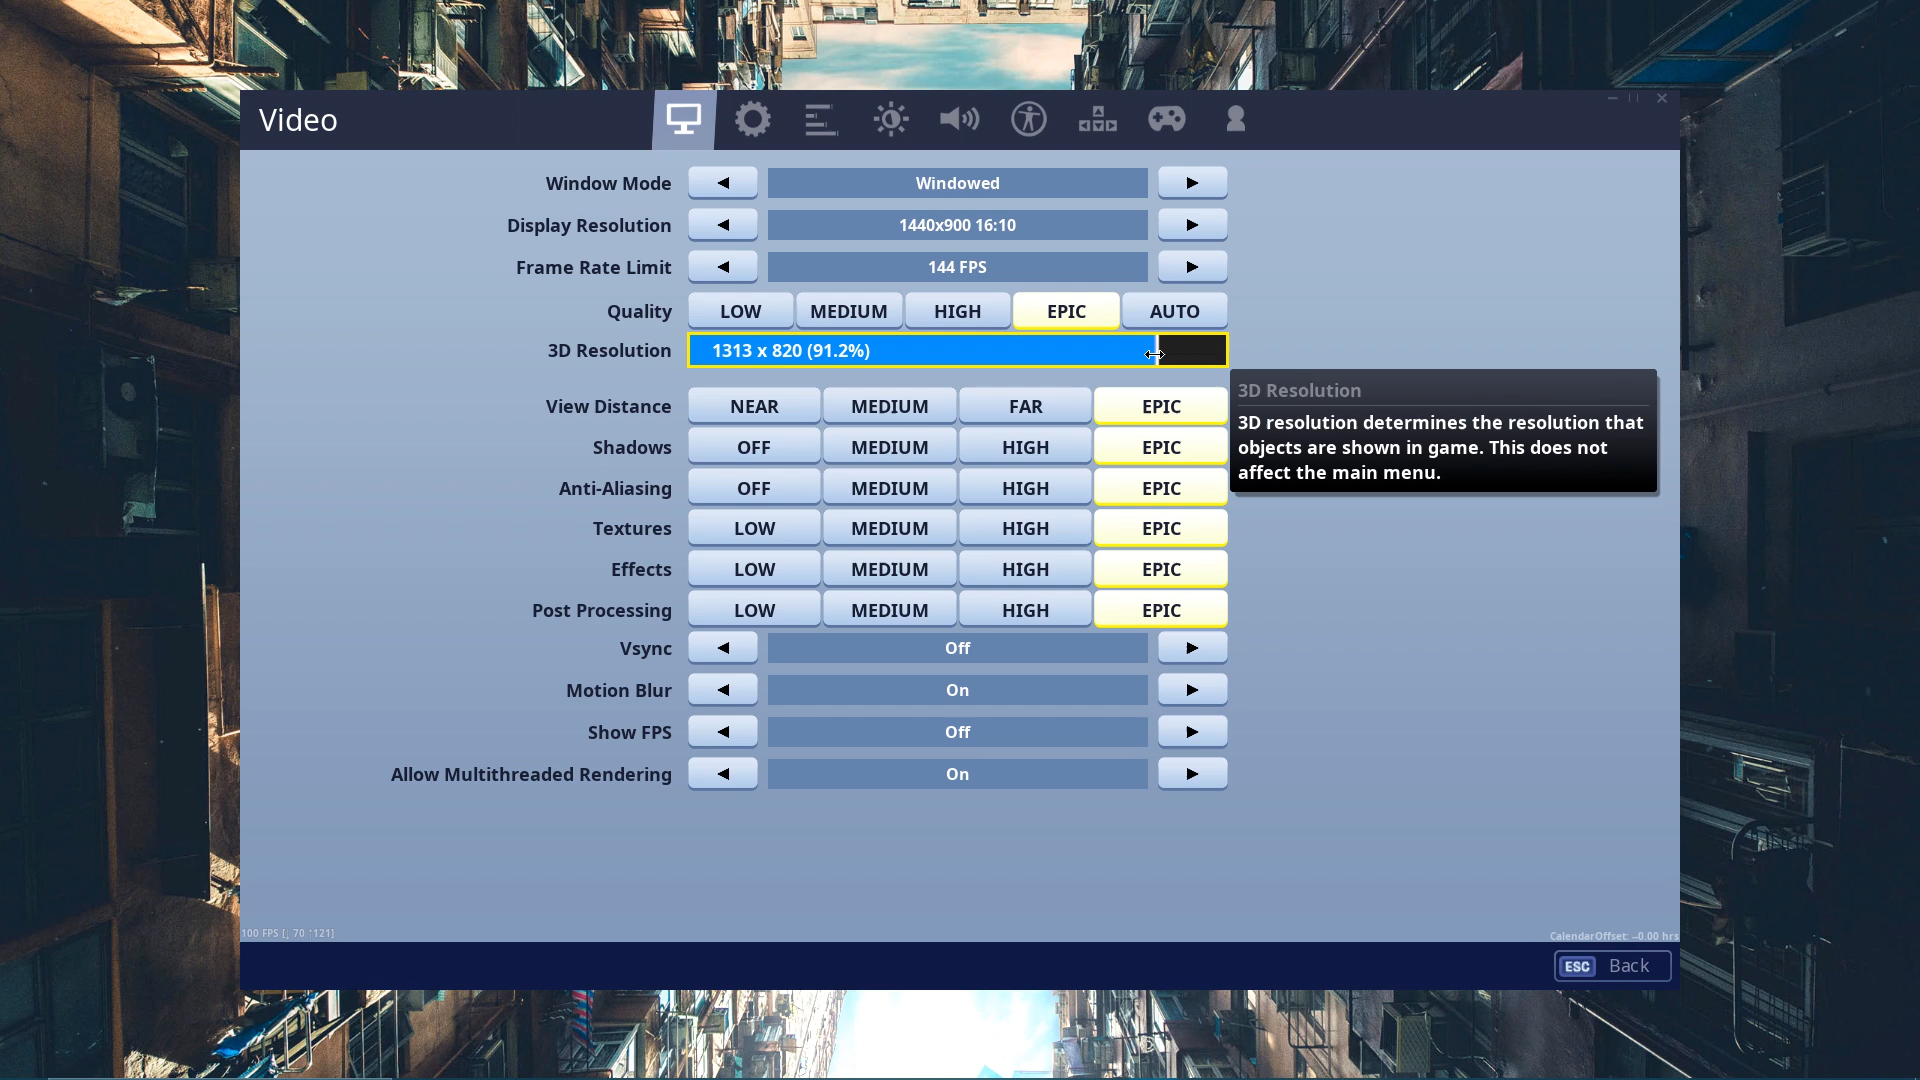 Video
Window Mode
Windowed
Display Resolution
1440x900 16:10
Frame Rate Limit
144 FPS
Quality
LOW MEDIUM HIGH EPIC AUTO
3D Resolution
1313 x 820 (91.2%)
3D Resolution
3D resolution determines the resolution that
objects are shown in game. This does not
affect the main menu.
View Distance
NEAR MEDIUM FAR EPIC
Shadows
OFF MEDIUM HIGH EPIC
Anti-Aliasing
OFF MEDIUM HIGH EPIC
Textures
LOW MEDIUM HIGH EPIC
Effects
LOW MEDIUM HIGH EPIC
Post Processing
LOW MEDIUM HIGH EPIC
Vsync
Off
Motion Blur
On
Show FPS
Off
Allow Multithreaded Rendering
On
100 FPS [↓ 70 ↑121]
CalendarOffset: -0.00 hrs
ESC Back